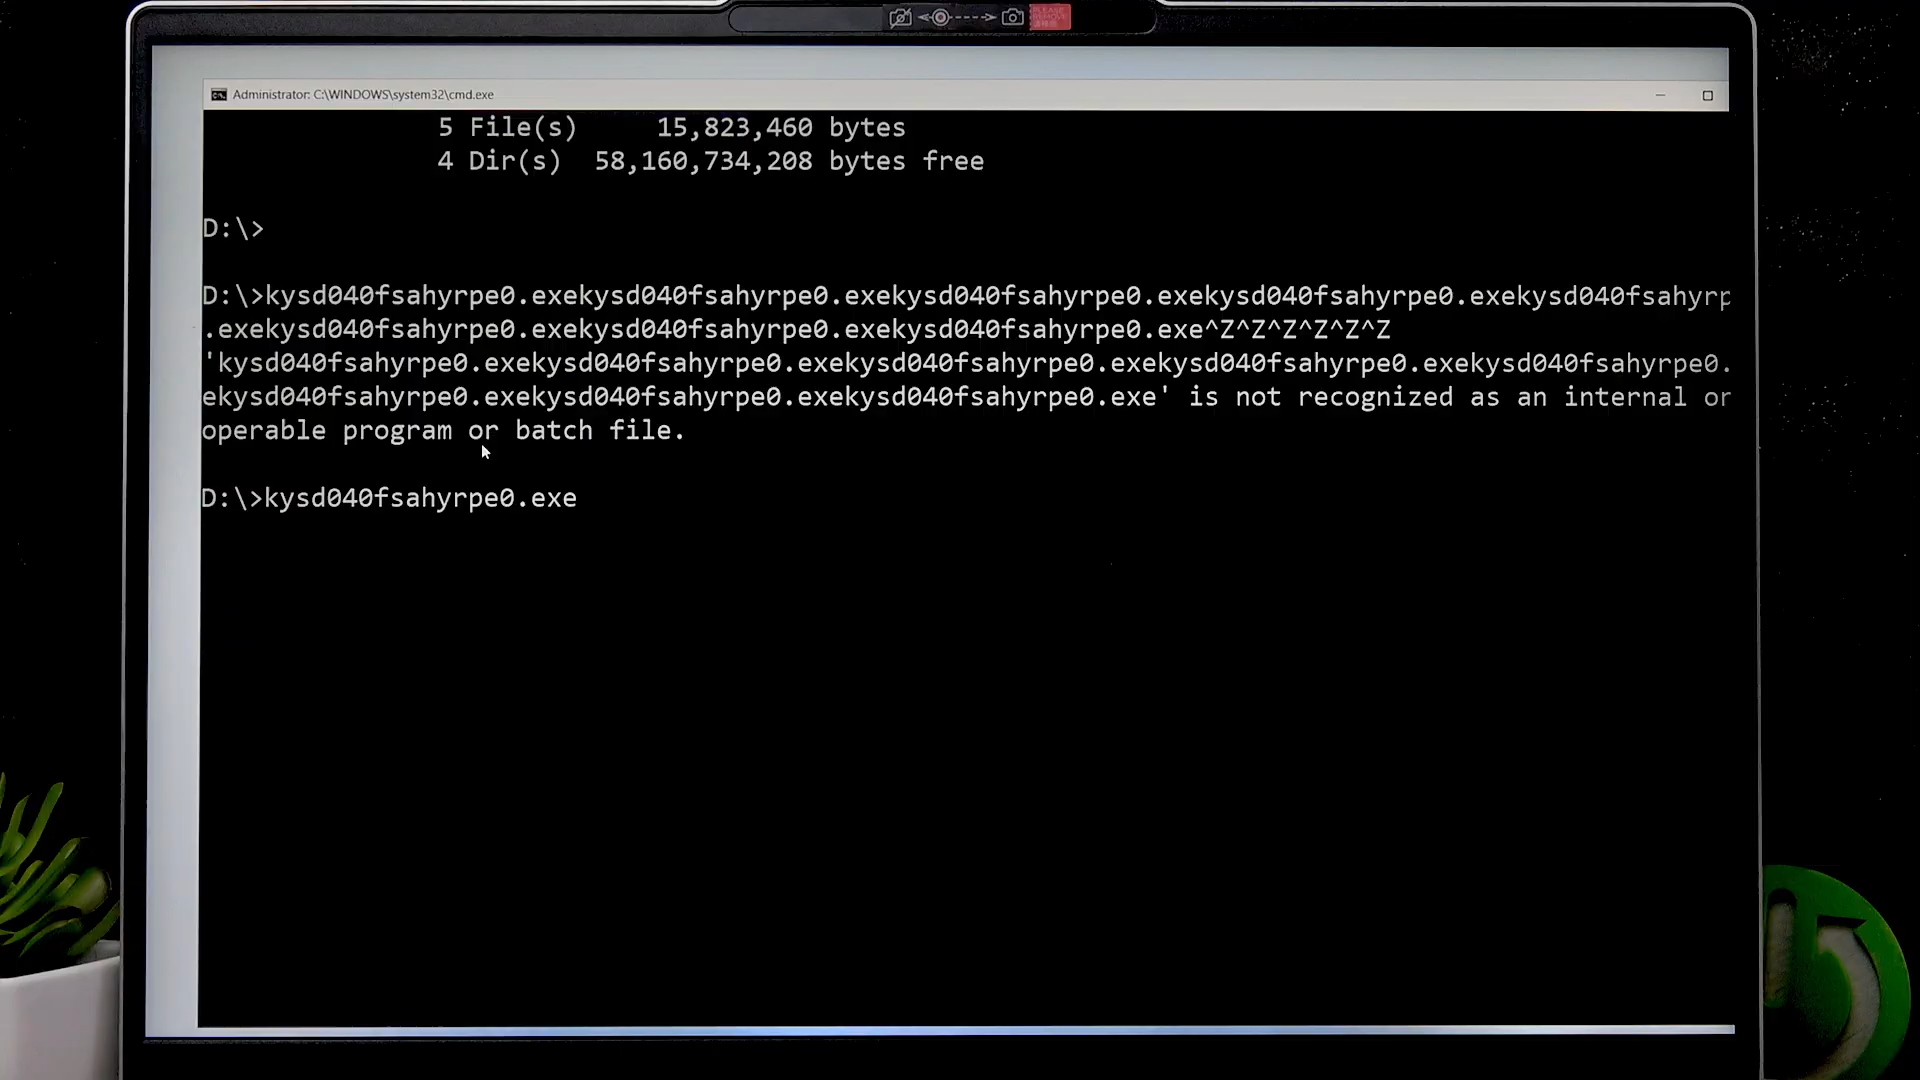 Administrator: C:\WINDOWS\system32\cmd.exe
5 File(s) 15,823,460 bytes
4 Dir(s) 58,160,734,208 bytes free
D:\>
D:\>kysd040fsahyrpe0.exekysd040fsahyrpe0.exekysd040fsahyrpe0.exekysd040fsahyrpe0.exekysd040fsahyrp
.exekysd040fsahyrpe0.exekysd040fsahyrpe0.exekysd040fsahyrpe0.exe^Z^Z^Z^Z^Z^Z
'kysd040fsahyrpe0.exekysd040fsahyrpe0.exekysd040fsahyrpe0.exekysd040fsahyrpe0.exekysd040fsahyrpe0.
ekysd040fsahyrpe0.exekysd040fsahyrpe0.exekysd040fsahyrpe0.exe' is not recognized as an internal or
operable program or batch file.
D:\>kysd040fsahyrpe0.exe